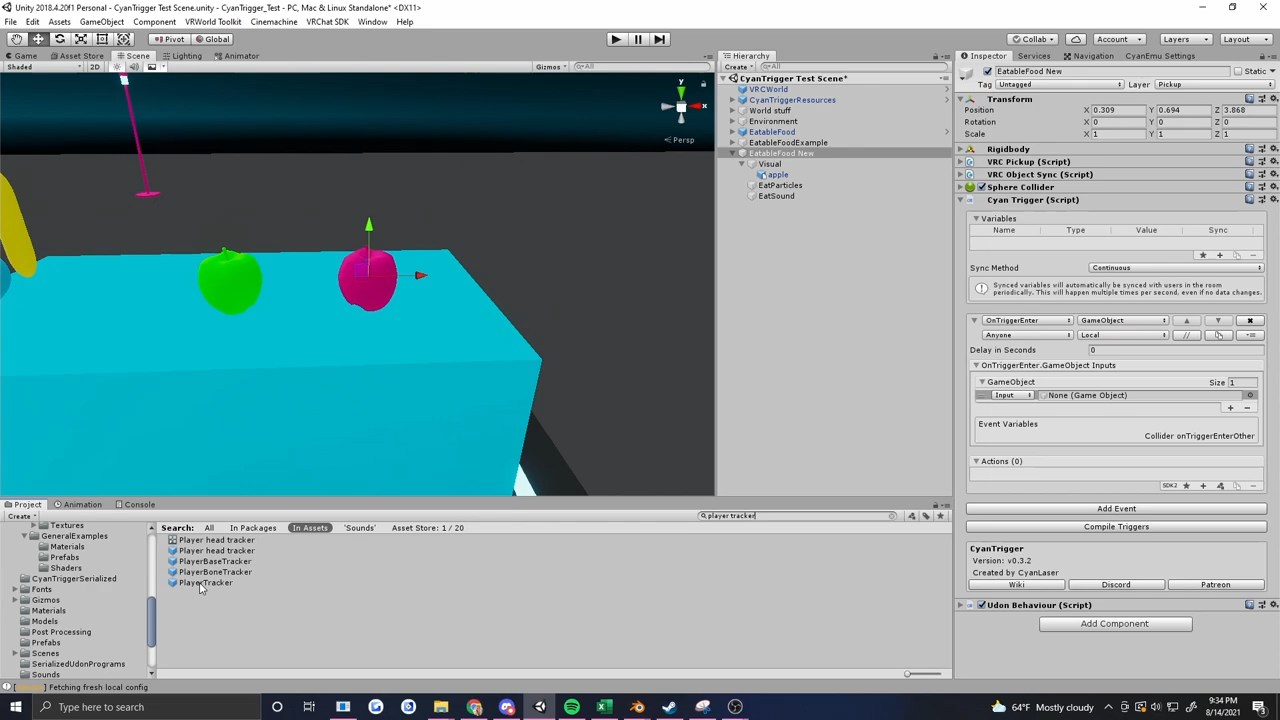 Unity 2018.4.20f1 Personal - CyanTrigger Test Scene.unity - CyanTrigger_Test - PC, Mac & Linux Standalone* <DX11>
File Edit Assets GameObject Component VRWorld Toolkit Cinemachine VRChat SDK Window Help
Pivot Global Collab Account Layers Layout
Game Asset Store Scene Lighting Animator
Shaded 2D Gizmos All
y
x
Persp
Hierarchy
Create All
CyanTrigger Test Scene*
VRCWorld
CyanTriggerResources
World stuff
Environment
EatableFood
EatableFoodExample
EatableFood New
Visual
apple
EatParticles
EatSound
Inspector Services Navigation CyanEmu Settings
EatableFood New Static
Tag Untagged Layer Pickup
Transform
Position X 0.309 Y 0.694 Z 3.868
Rotation X 0 Y 0 Z 0
Scale X 1 Y 1 Z 1
Rigidbody
VRC Pickup (Script)
VRC Object Sync (Script)
Sphere Collider
Cyan Trigger (Script)
Variables
Name Type Value Sync
Sync Method Continuous
Synced variables will automatically be synced with users in the room periodically. This will happen multiple times per second, even if no data changes.
OnTriggerEnter GameObject
Anyone Local //
Delay in Seconds 0
OnTriggerEnter.GameObject Inputs
GameObject Size 1
Input None (Game Object)
Event Variables
Collider onTriggerEnterOther
Actions (0)
SDK2
Add Event
Compile Triggers
CyanTrigger
Version: v0.3.2
Created by CyanLaser
Wiki Discord Patreon
Udon Behaviour (Script)
Add Component
Project Animation Console
Create player tracker
Textures
GeneralExamples
Materials
Prefabs
Shaders
CyanTriggerSerialized
Fonts
Gizmos
Materials
Models
Post Processing
Prefabs
Scenes
SerializedUdonPrograms
Sounds
Search: All In Packages In Assets 'Sounds' Asset Store: 1 / 20
Player head tracker
Player head tracker
PlayerBaseTracker
PlayerBoneTracker
PlayerTracker
Fetching fresh local config
Type here to search
64°F Mostly cloudy
9:34 PM
8/14/2021